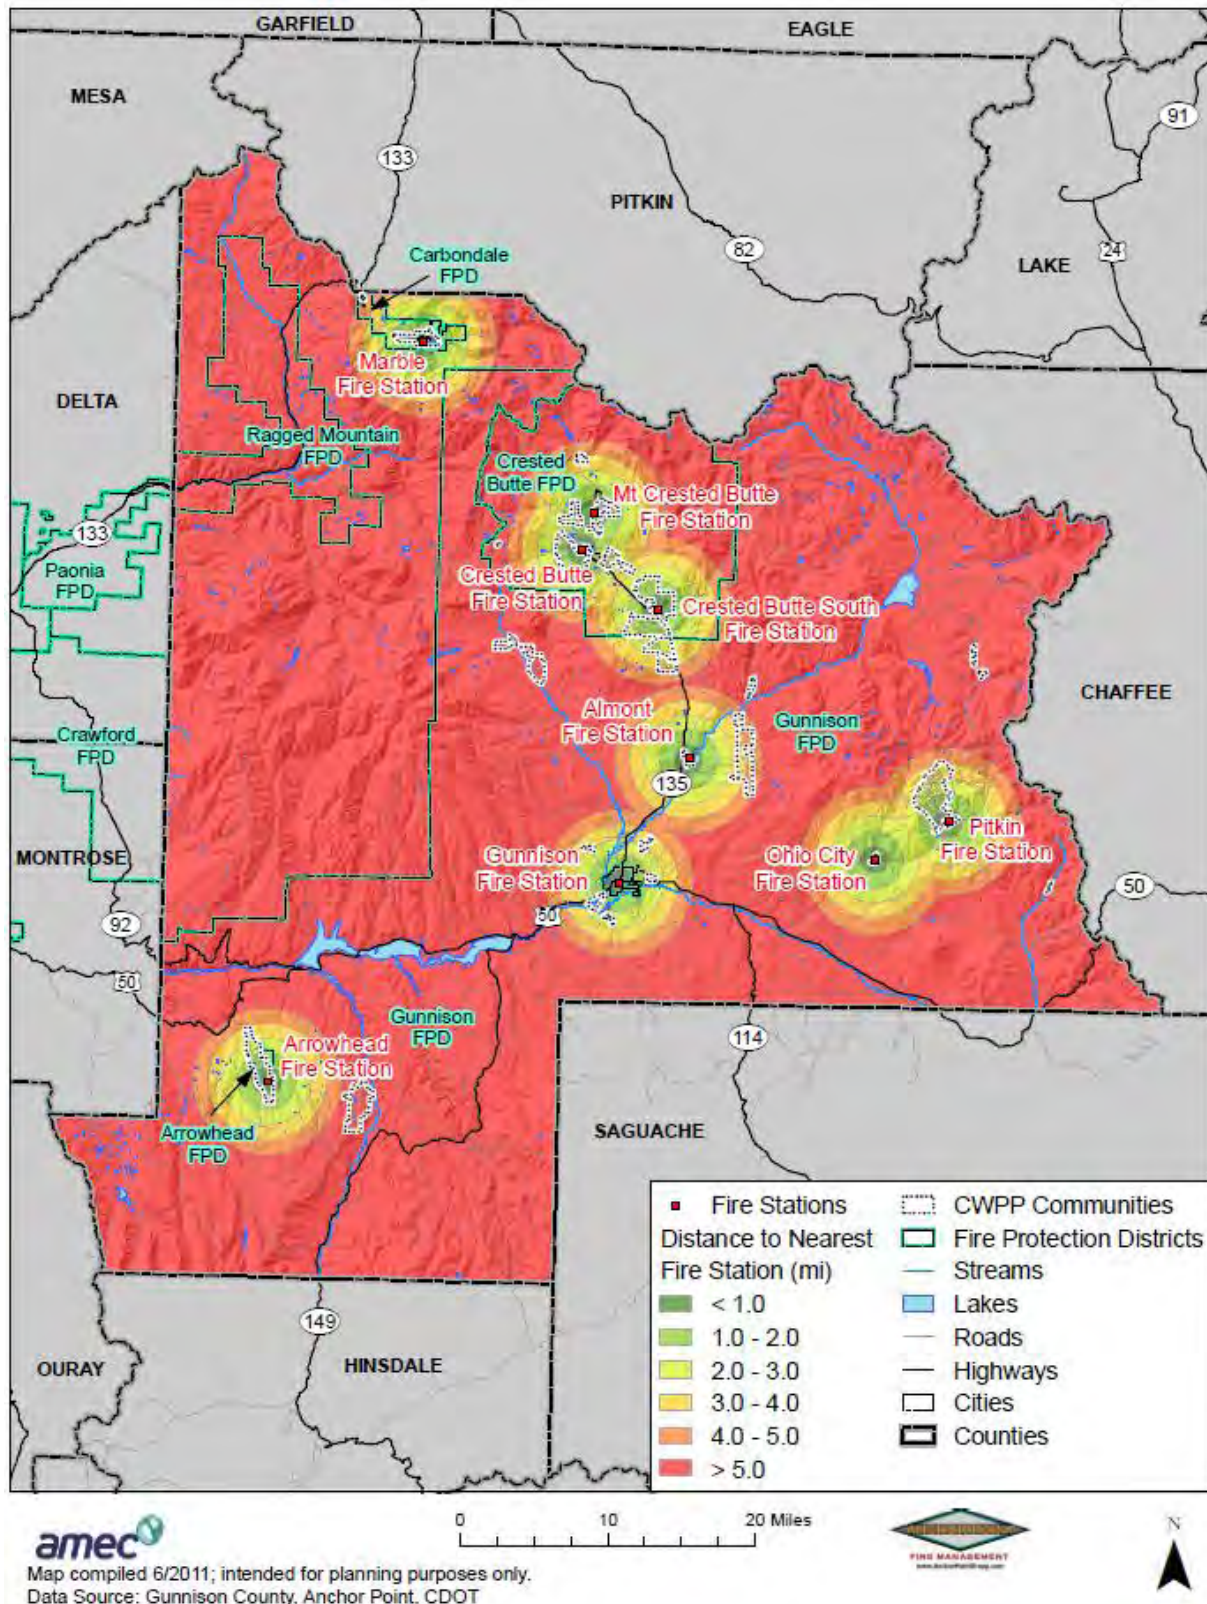 GARFIELD
EAGLE
MESA
91
133
PITKIN
82
24
LAKE
Carbondale
FPD
Marble
Fire Station
DELTA
Ragged Mountain
FPD
Crested
Butte FPD
Mt Crested Butte
Fire Station
133
Paonia
FPD
Crested Butte
Fire Station
Crested Butte South
Fire Station
CHAFFEE
Almont
Fire Station
Gunnison
FPD
Crawford
FPD
135
MONTROSE
Gunnison
Fire Station
Ohio City
Fire Station
Pitkin
Fire Station
50
92
50
50
Gunnison
FPD
114
Arrowhead
Fire Station
Arrowhead
FPD
SAGUACHE
149
OURAY
HINSDALE
Fire Stations
Distance to Nearest
Fire Station (mi)
< 1.0
1.0 - 2.0
2.0 - 3.0
3.0 - 4.0
4.0 - 5.0
> 5.0
CWPP Communities
Fire Protection Districts
Streams
Lakes
Roads
Highways
Cities
Counties
amec
0 10 20 Miles
FIRE MANAGEMENT
N
Map compiled 6/2011; intended for planning purposes only.
Data Source: Gunnison County, Anchor Point, CDOT